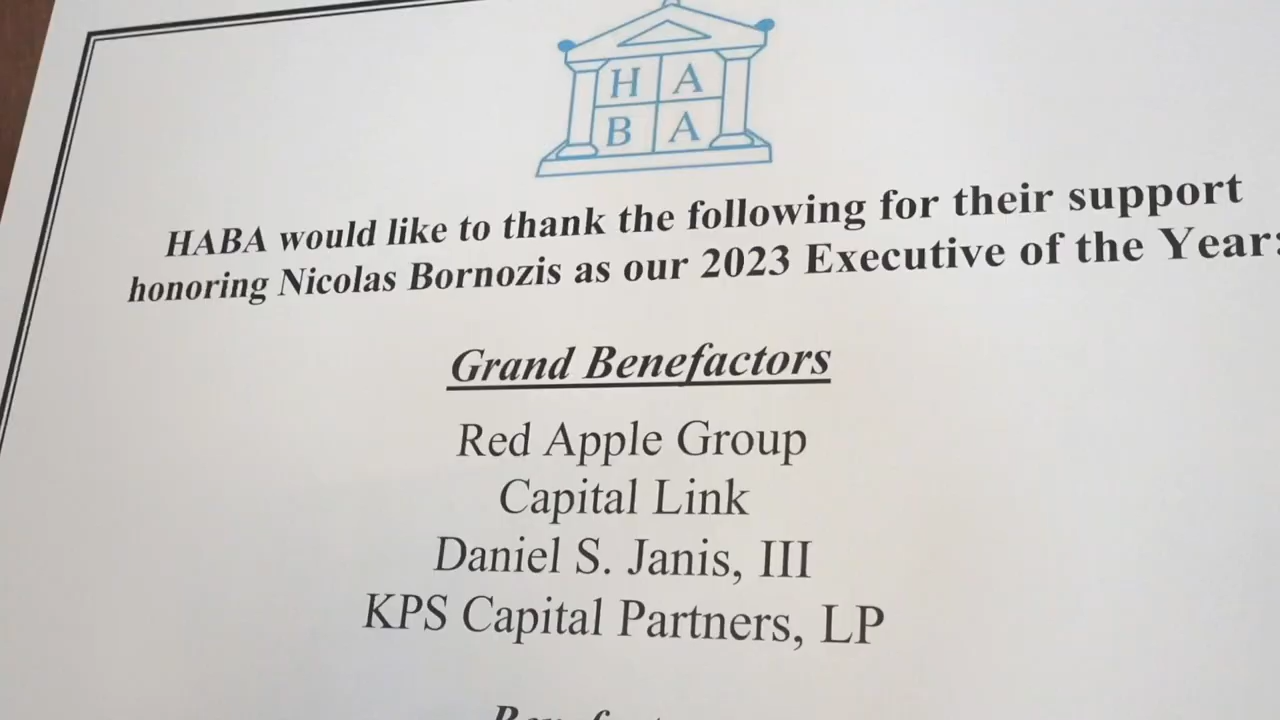 H A
B A
HABA would like to thank the following for their support
honoring Nicolas Bornozis as our 2023 Executive of the Year:
Grand Benefactors
Red Apple Group
Capital Link
Daniel S. Janis, III
KPS Capital Partners, LP